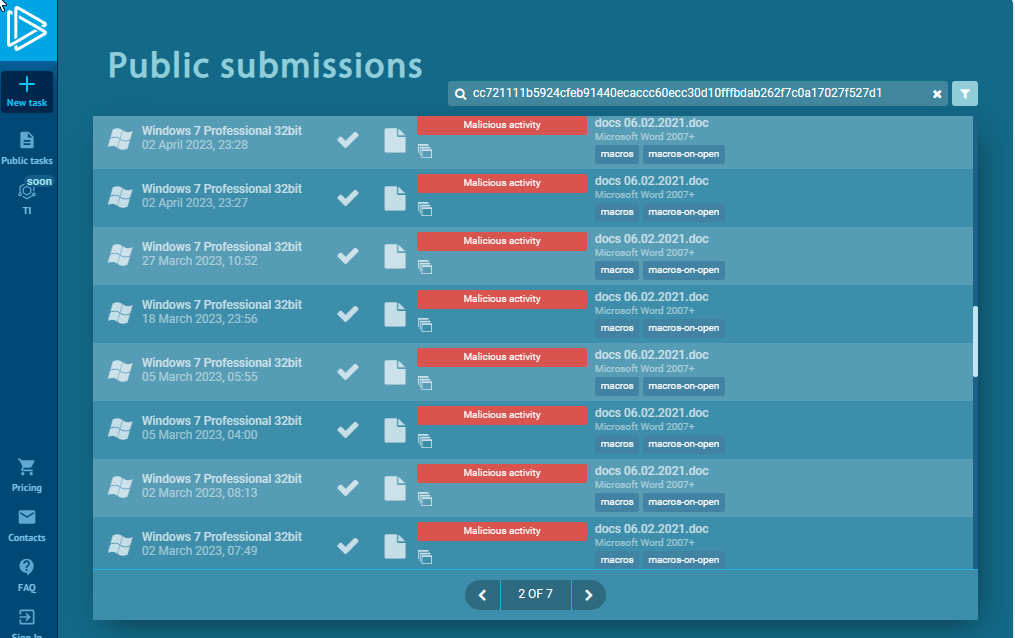 Public submissions
cc721111b5924cfeb91440ecaccc60ecc30d10fffbdab262f7c0a17027f527d1
New task
Public tasks
soon
TI
Pricing
Contacts
FAQ
Sign In
Windows 7 Professional 32bit
02 April 2023, 23:28
Malicious activity
docs 06.02.2021.doc
Microsoft Word 2007+
macros macros-on-open
Windows 7 Professional 32bit
02 April 2023, 23:27
Malicious activity
docs 06.02.2021.doc
Microsoft Word 2007+
macros macros-on-open
Windows 7 Professional 32bit
27 March 2023, 10:52
Malicious activity
docs 06.02.2021.doc
Microsoft Word 2007+
macros macros-on-open
Windows 7 Professional 32bit
18 March 2023, 23:56
Malicious activity
docs 06.02.2021.doc
Microsoft Word 2007+
macros macros-on-open
Windows 7 Professional 32bit
05 March 2023, 05:55
Malicious activity
docs 06.02.2021.doc
Microsoft Word 2007+
macros macros-on-open
Windows 7 Professional 32bit
05 March 2023, 04:00
Malicious activity
docs 06.02.2021.doc
Microsoft Word 2007+
macros macros-on-open
Windows 7 Professional 32bit
02 March 2023, 08:13
Malicious activity
docs 06.02.2021.doc
Microsoft Word 2007+
macros macros-on-open
Windows 7 Professional 32bit
02 March 2023, 07:49
Malicious activity
docs 06.02.2021.doc
Microsoft Word 2007+
macros macros-on-open
2 OF 7